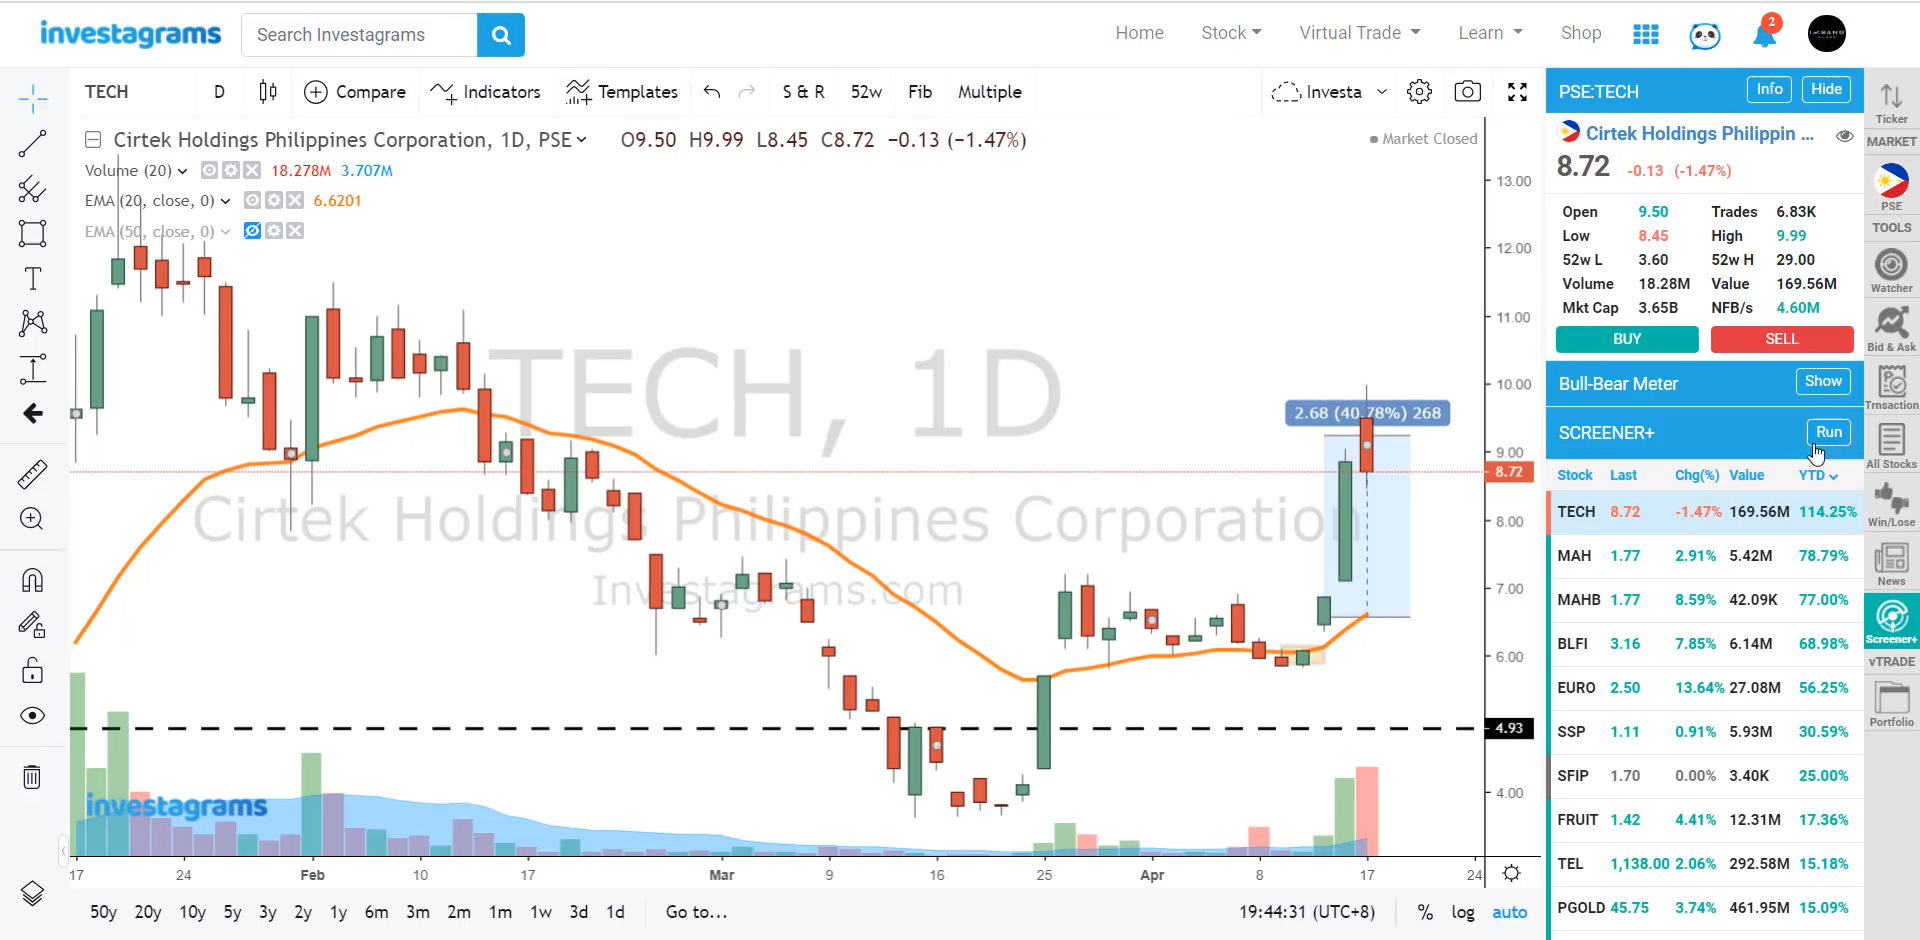 investagrams
Search Investagrams
Home
Stock
Virtual Trade
Learn
Shop
2
TECH
D
Compare
Indicators
Templates
S & R
52w
Fib
Multiple
Investa
Cirtek Holdings Philippines Corporation, 1D, PSE
O9.50 H9.99 L8.45 C8.72 −0.13 (−1.47%)
Market Closed
Volume (20) 18.278M 3.707M
EMA (20, close, 0) 6.6201
EMA (50, close, 0)
TECH, 1D
Cirtek Holdings Philippines Corporation
Investagrams.com
2.68 (40.78%) 268
investagrams
13.00
12.00
11.00
10.00
9.00
8.72
8.00
7.00
6.00
4.93
4.00
17 24 Feb 10 17 Mar 9 16 25 Apr 8 17 24
50y 20y 10y 5y 3y 2y 1y 6m 3m 2m 1m 1w 3d 1d Go to...
19:44:31 (UTC+8) % log auto
PSE:TECH Info Hide
Cirtek Holdings Philippin ...
8.72 -0.13 (-1.47%)
Open 9.50 Trades 6.83K
Low 8.45 High 9.99
52w L 3.60 52w H 29.00
Volume 18.28M Value 169.56M
Mkt Cap 3.65B NFB/s 4.60M
BUY SELL
Bull-Bear Meter Show
SCREENER+ Run
Stock Last Chg(%) Value YTD
TECH 8.72 -1.47% 169.56M 114.25%
MAH 1.77 2.91% 5.42M 78.79%
MAHB 1.77 8.59% 42.09K 77.00%
BLFI 3.16 7.85% 6.14M 68.98%
EURO 2.50 13.64% 27.08M 56.25%
SSP 1.11 0.91% 5.93M 30.59%
SFIP 1.70 0.00% 3.40K 25.00%
FRUIT 1.42 4.41% 12.31M 17.36%
TEL 1,138.00 2.06% 292.58M 15.18%
PGOLD 45.75 3.74% 461.95M 15.09%
Ticker
MARKET
PSE
TOOLS
Watcher
Bid & Ask
Trnsaction
All Stocks
Win/Lose
News
Screener+
vTRADE
Portfolio